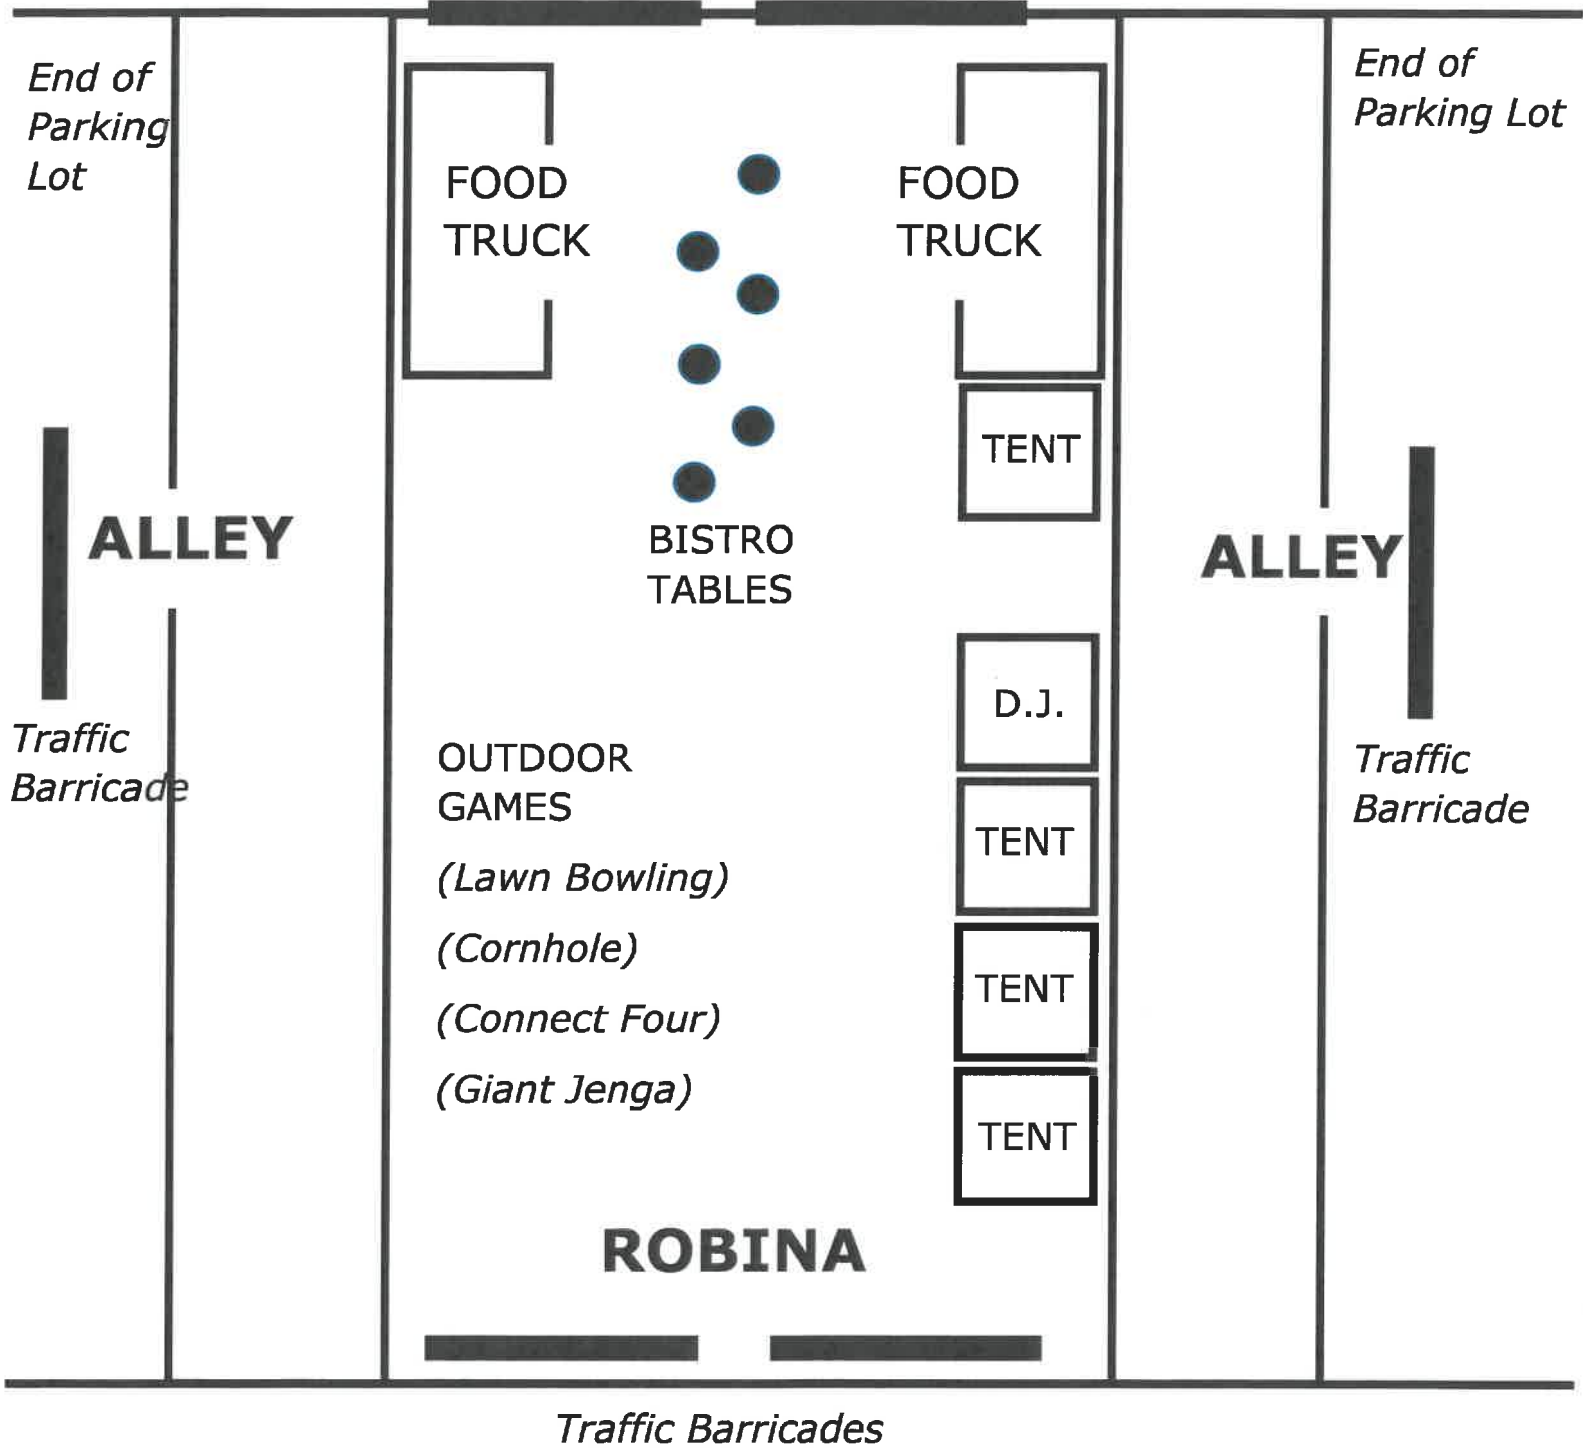 End of
Parking
Lot
End of
Parking Lot
FOOD
TRUCK
FOOD
TRUCK
TENT
ALLEY
BISTRO
TABLES
ALLEY
D.J.
Traffic
Barricade
OUTDOOR
GAMES
Traffic
Barricade
TENT
(Lawn Bowling)
(Cornhole)
TENT
(Connect Four)
(Giant Jenga)
TENT
ROBINA
Traffic Barricades